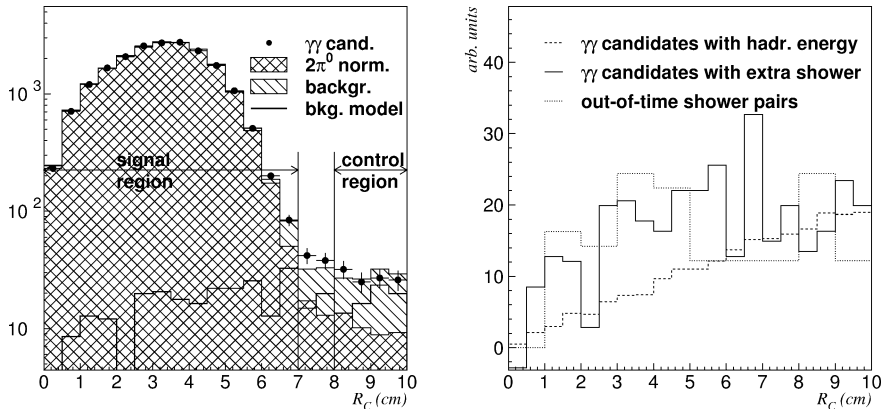 γγ cand.
2π⁰ norm.
backgr.
bkg. model
signal region
control region
10³
10²
10
0 1 2 3 4 5 6 7 8 9 10
R_C (cm)
arb. units
γγ candidates with hadr. energy
γγ candidates with extra shower
out-of-time shower pairs
40
30
20
10
0
0 1 2 3 4 5 6 7 8 9 10
R_C (cm)